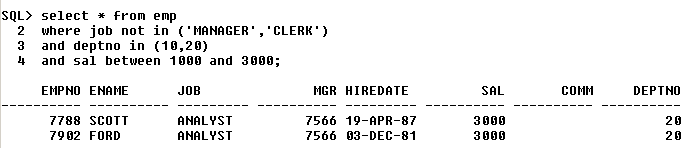 SQL> select * from emp
2 where job not in ('MANAGER','CLERK')
3 and deptno in (10,20)
4 and sal between 1000 and 3000;
EMPNO ENAME JOB MGR HIREDATE SAL COMM DEPTNO
---------- ---------- --------- ---------- --------- ---------- ---------- ----------
7788 SCOTT ANALYST 7566 19-APR-87 3000 20
7902 FORD ANALYST 7566 03-DEC-81 3000 20